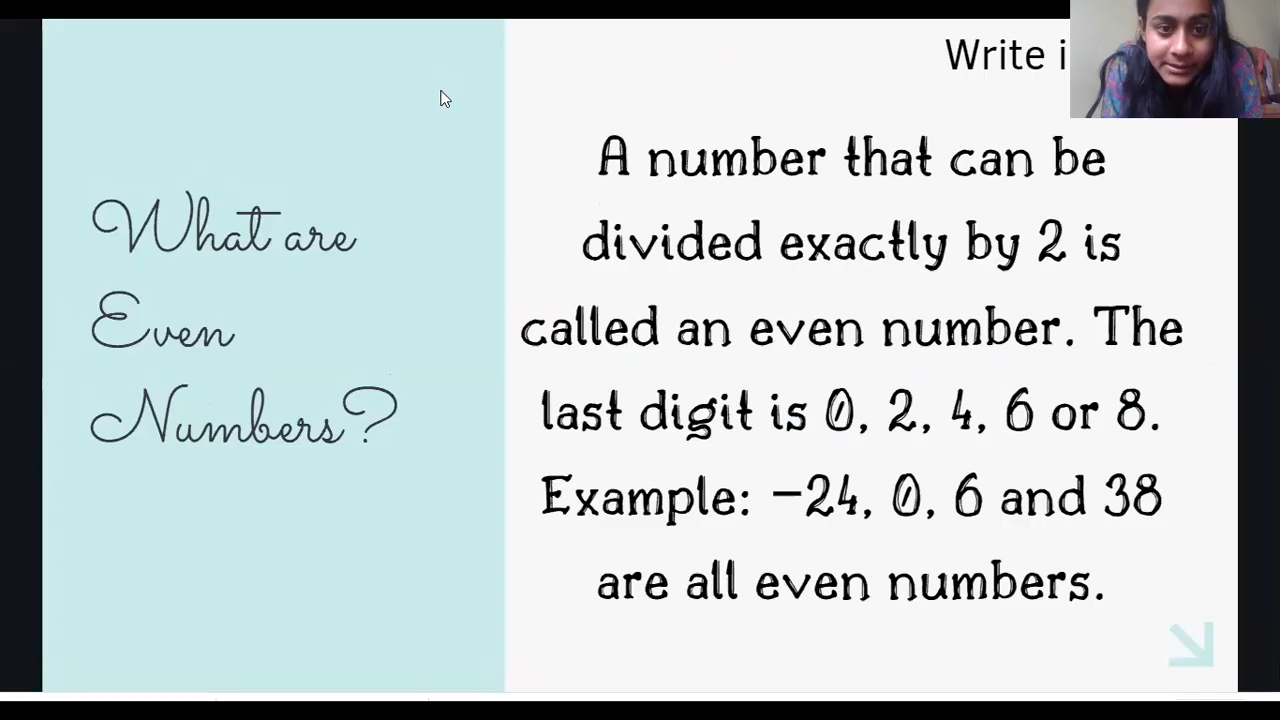 Write
A number that can be
divided exactly by 2 is
called an even number. The
last digit is 0, 2, 4, 6 or 8.
Example: -24, 0, 6 and 38
are all even numbers.
What are
Even
Numbers?